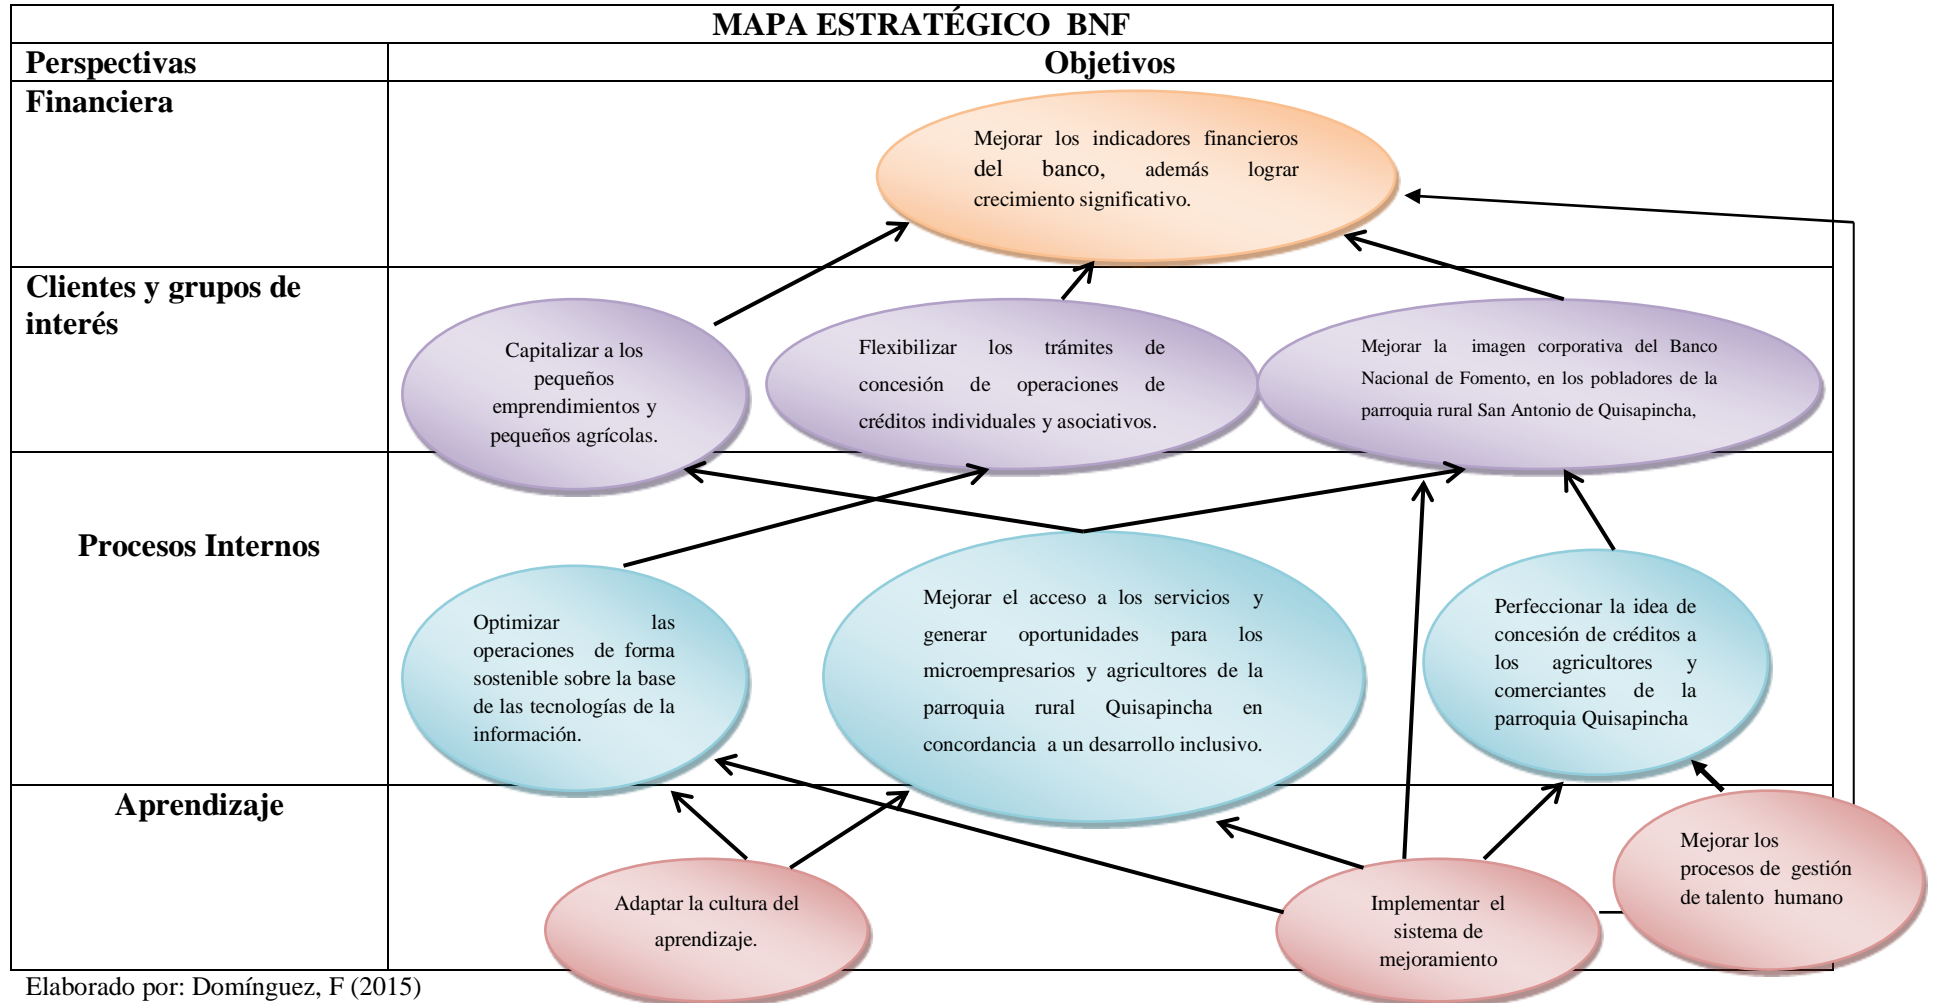 MAPA ESTRATÉGICO BNF
Perspectivas
Objetivos
Financiera
Mejorar los indicadores financieros
del banco, además lograr
crecimiento significativo.
Clientes y grupos de
interés
Capitalizar a los
pequeños
emprendimientos y
pequeños agrícolas.
Flexibilizar los trámites de
concesión de operaciones de
créditos individuales y asociativos.
Mejorar la imagen corporativa del Banco
Nacional de Fomento, en los pobladores de la
parroquia rural San Antonio de Quisapincha,
Procesos Internos
Optimizar las
operaciones de forma
sostenible sobre la base
de las tecnologías de la
información.
Mejorar el acceso a los servicios y
generar oportunidades para los
microempresarios y agricultores de la
parroquia rural Quisapincha en
concordancia a un desarrollo inclusivo.
Perfeccionar la idea de
concesión de créditos a
los agricultores y
comerciantes de la
parroquia Quisapincha
Aprendizaje
Adaptar la cultura del
aprendizaje.
Implementar el
sistema de
mejoramiento
Mejorar los
procesos de gestión
de talento humano
Elaborado por: Domínguez, F (2015)